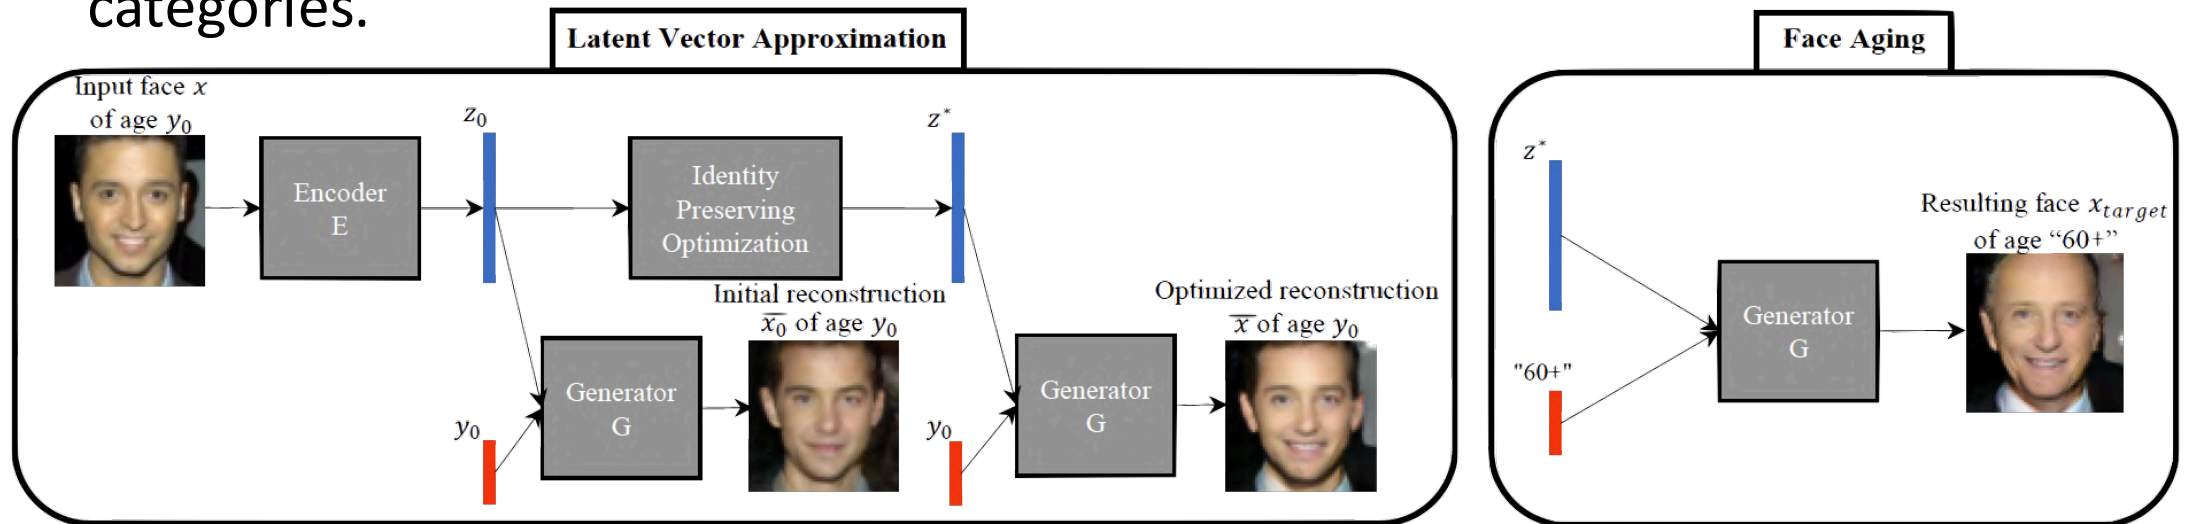 categories.
Latent Vector Approximation
Input face x
of age y₀
Encoder
E
z₀
Identity
Preserving
Optimization
z*
y₀
Generator
G
Initial reconstruction
x̅₀ of age y₀
y₀
Generator
G
Optimized reconstruction
x̅ of age y₀
Face Aging
z*
"60+"
Generator
G
Resulting face xₜₐᵣgₑₜ
of age “60+”